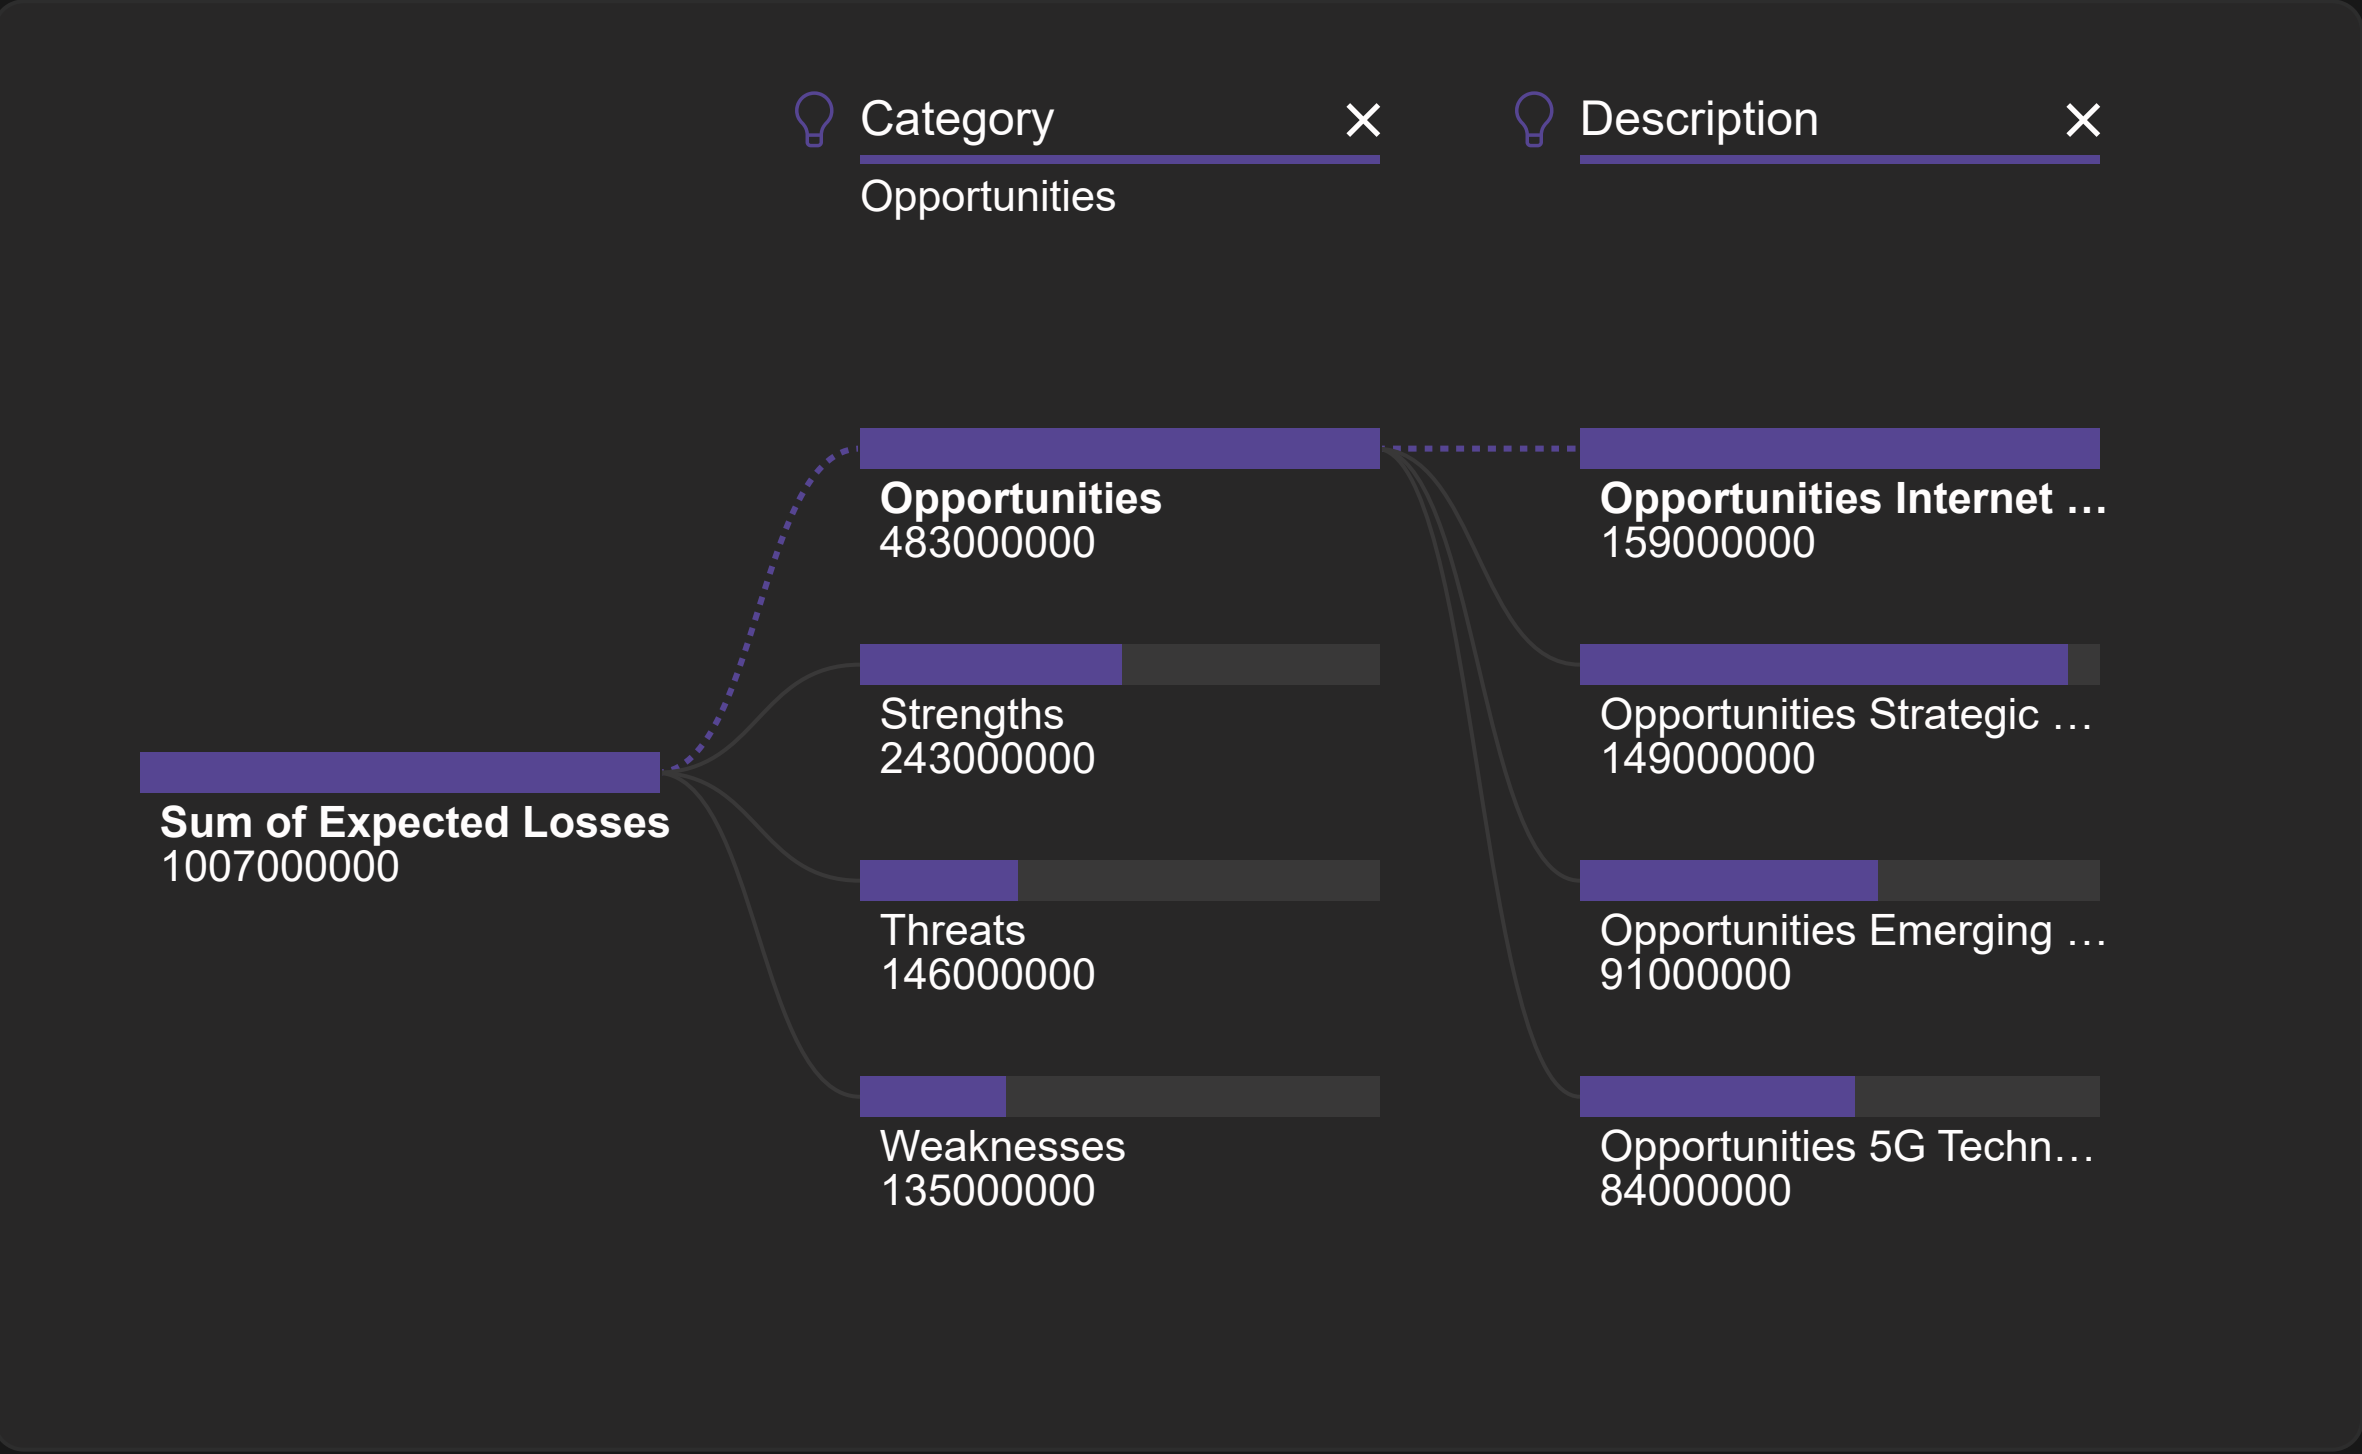 Category
Opportunities
Description
Sum of Expected Losses
1007000000
Opportunities
483000000
Strengths
243000000
Threats
146000000
Weaknesses
135000000
Opportunities Internet …
159000000
Opportunities Strategic …
149000000
Opportunities Emerging …
91000000
Opportunities 5G Techn…
84000000